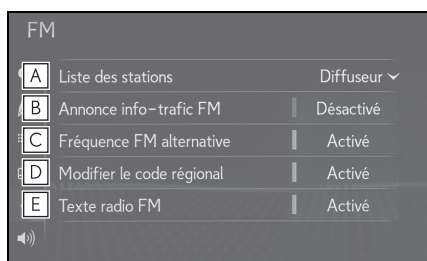 FM
A Liste des stations Diffuseur
B Annonce info-trafic FM Désactivé
C Fréquence FM alternative Activé
D Modifier le code régional Activé
E Texte radio FM Activé